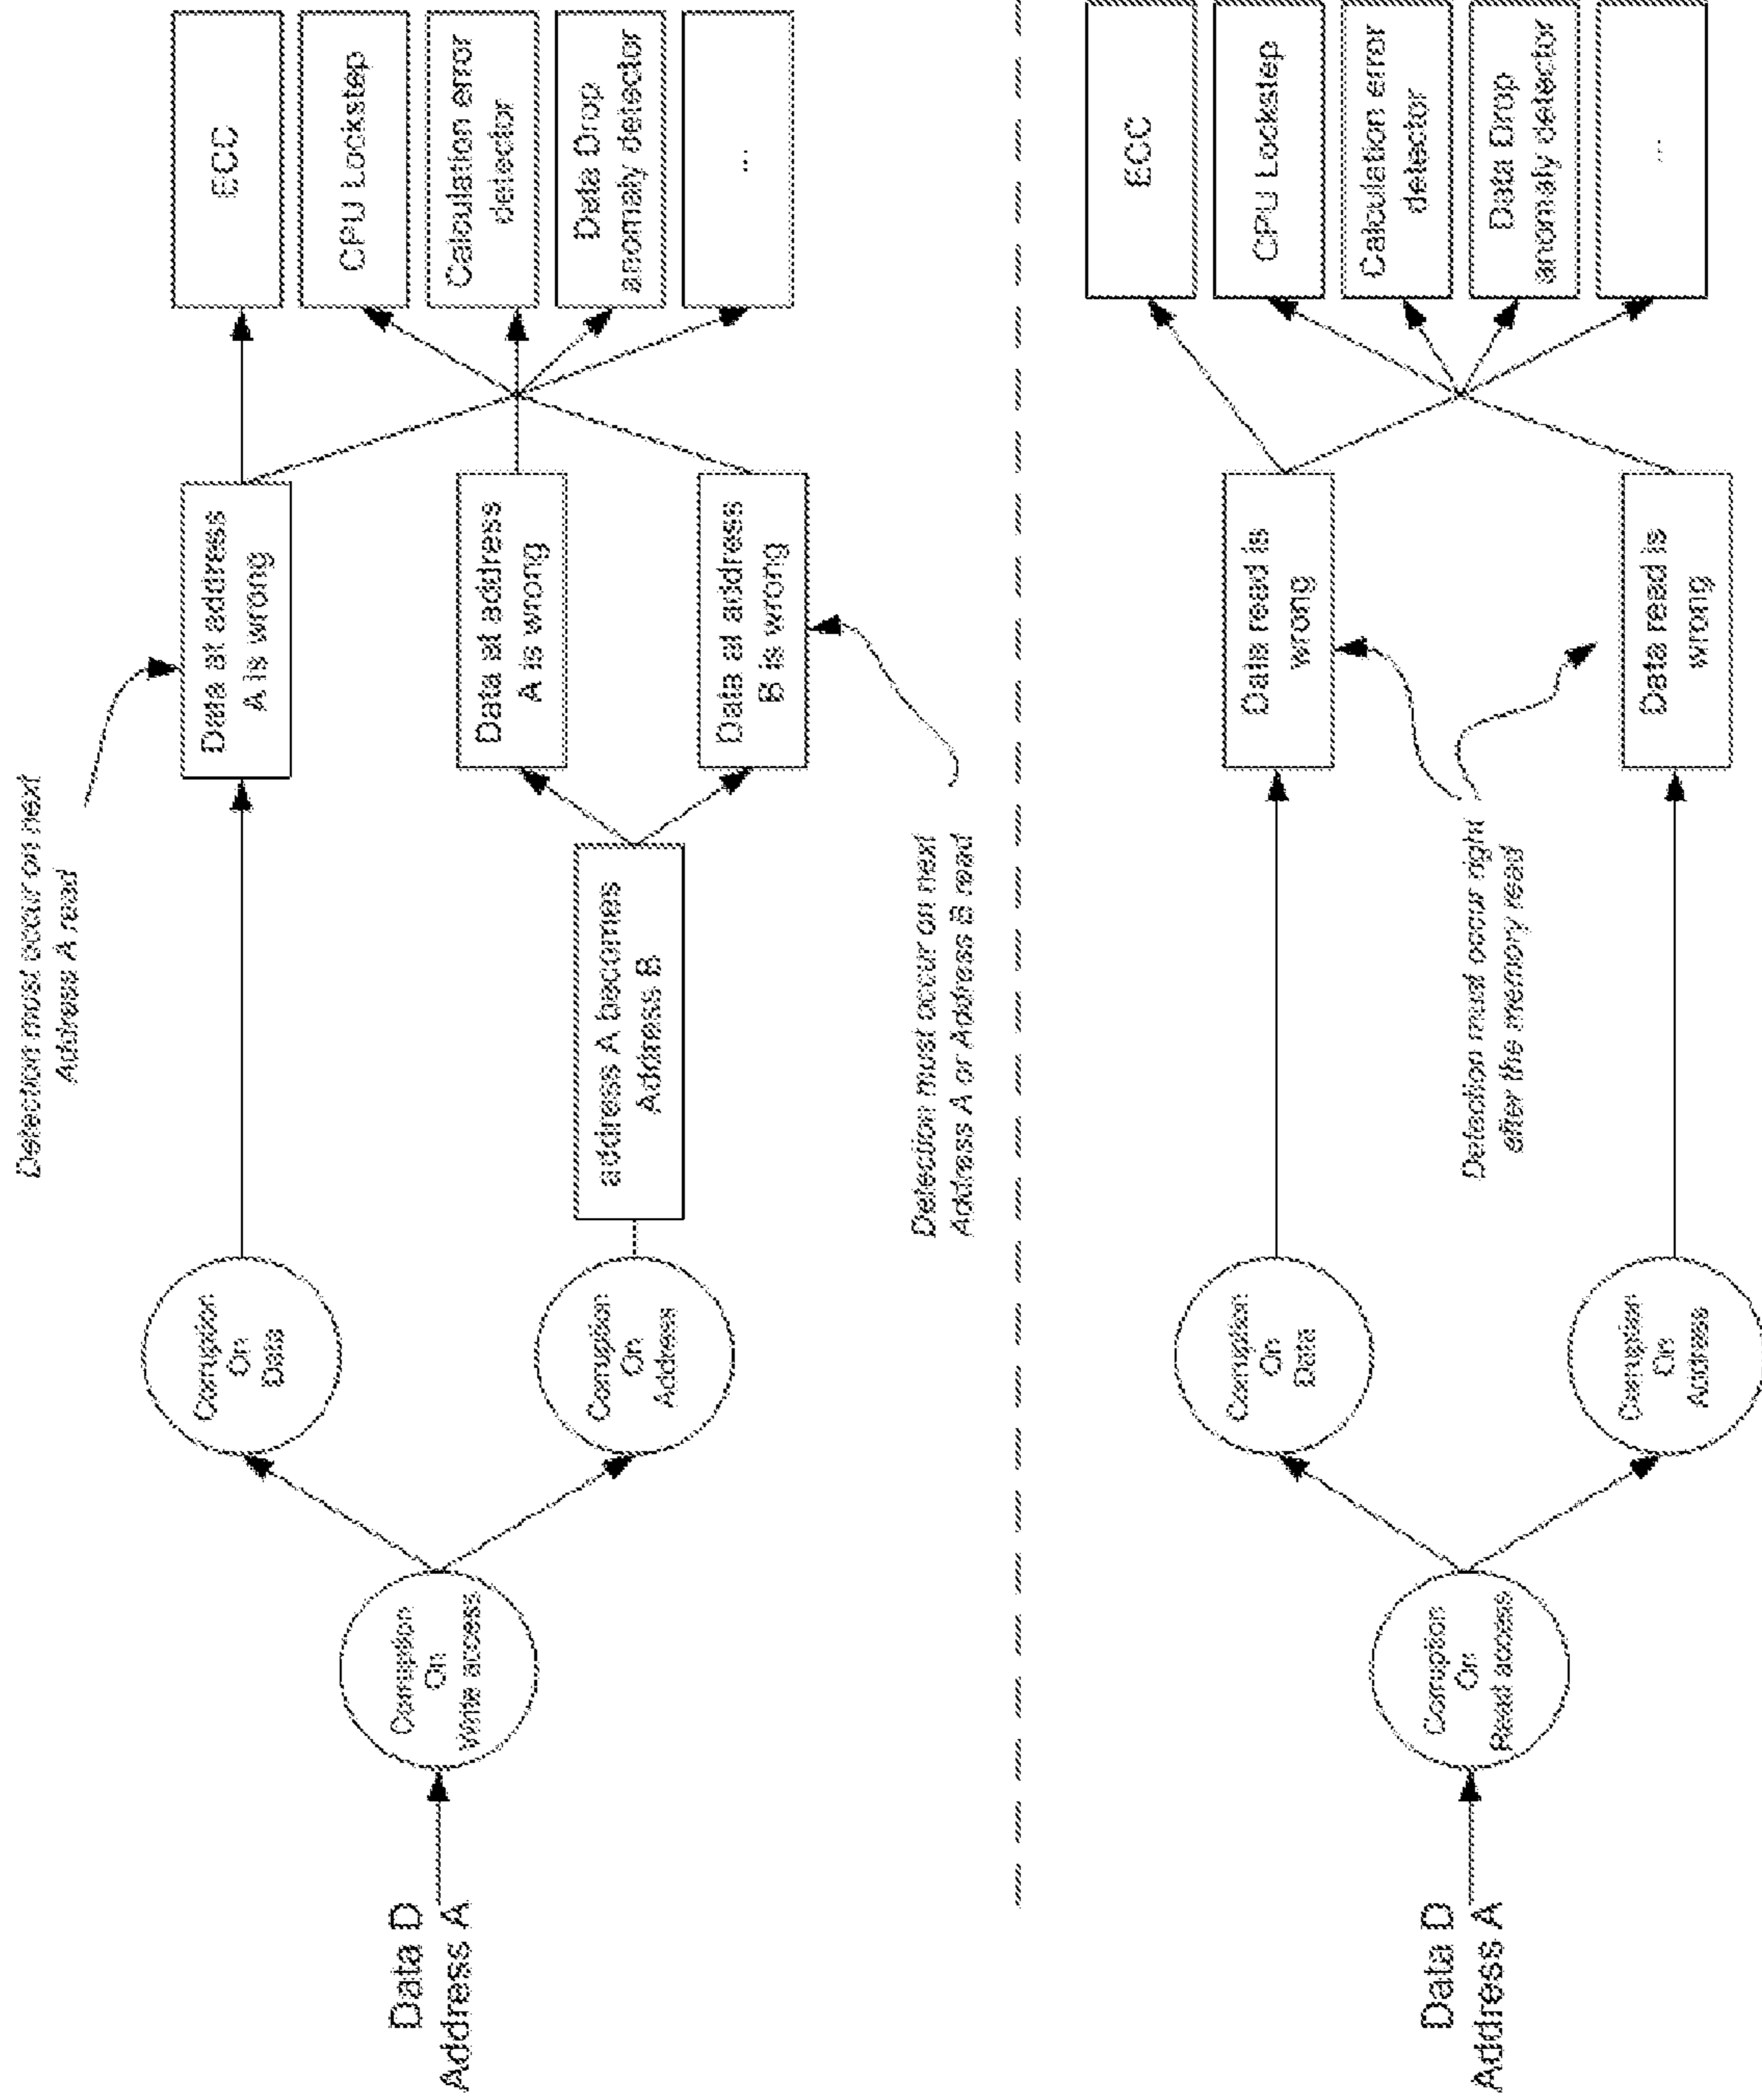 Data D
Address A
Corruption
On
Write access
Corruption
On
Data
Corruption
On
Address
Detection must occur on next
Address A read
address A becomes
Address B
Detection must occur on next
Address A or Address B read
Data at address
A is wrong
Data at address
A is wrong
Data at address
B is wrong
ECC
CPU Lockstep
Calculation error
detector
Data Drop
anomaly detector
...
Data D
Address A
Corruption
On
Read access
Corruption
On
Data
Corruption
On
Address
Detection must occur right
after the memory read
Data read is
wrong
Data read is
wrong
ECC
CPU Lockstep
Calculation error
detector
Data Drop
anomaly detector
...